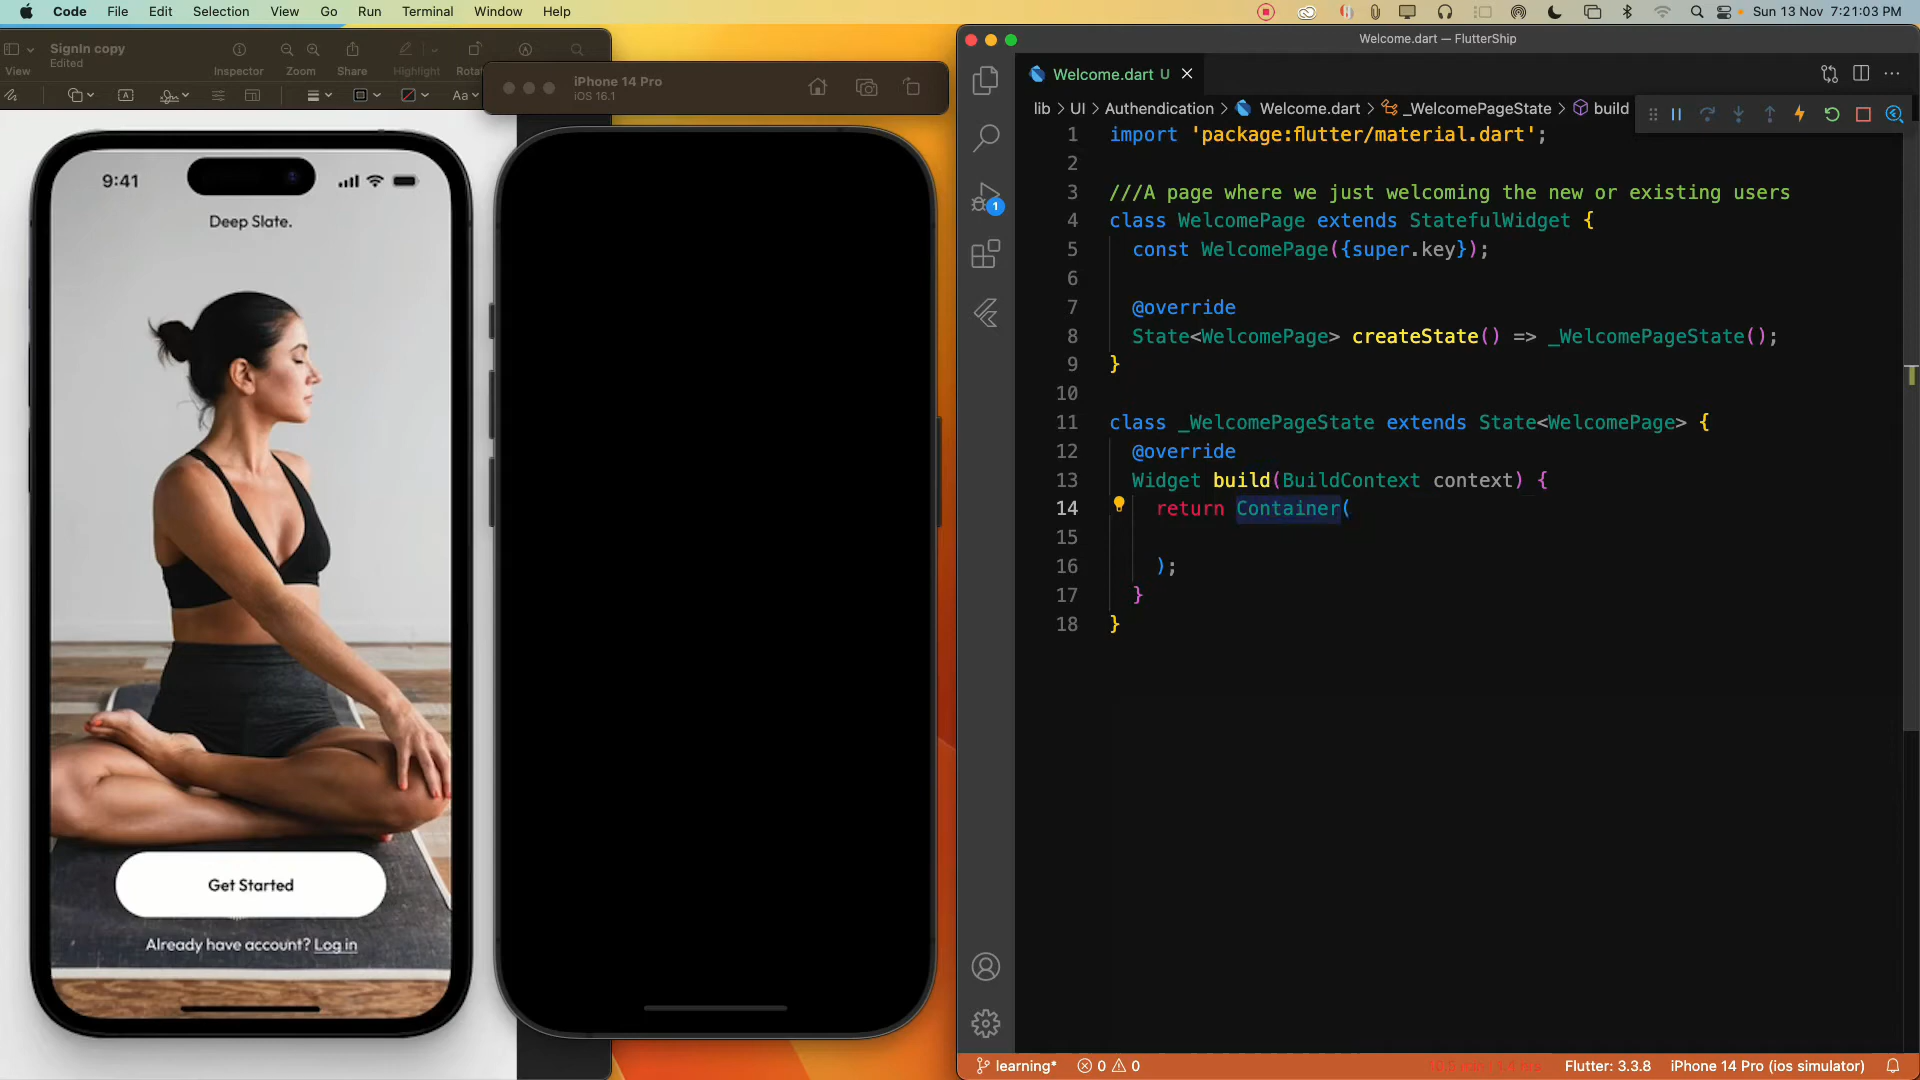 Code File Edit Selection View Go Run Terminal Window Help
Sun 13 Nov 7:21:03 PM
SignIn copy
Edited
View
Inspector
Zoom
Share
Highlight
Aa
iPhone 14 Pro
iOS 16.1
9:41
Deep Slate.
Get Started
Already have account? Log in
Welcome.dart — FlutterShip
Welcome.dart U
lib > UI > Authendication > Welcome.dart > _WelcomePageState > build
1
1 import 'package:flutter/material.dart';
2
3 ///A page where we just welcoming the new or existing users
4 class WelcomePage extends StatefulWidget {
5 const WelcomePage({super.key});
6
7 @override
8 State<WelcomePage> createState() => _WelcomePageState();
9 }
10
11 class _WelcomePageState extends State<WelcomePage> {
12 @override
13 Widget build(BuildContext context) {
14 return Container(
15
16 );
17 }
18 }
learning* 0 0
Flutter: 3.3.8 iPhone 14 Pro (ios simulator)